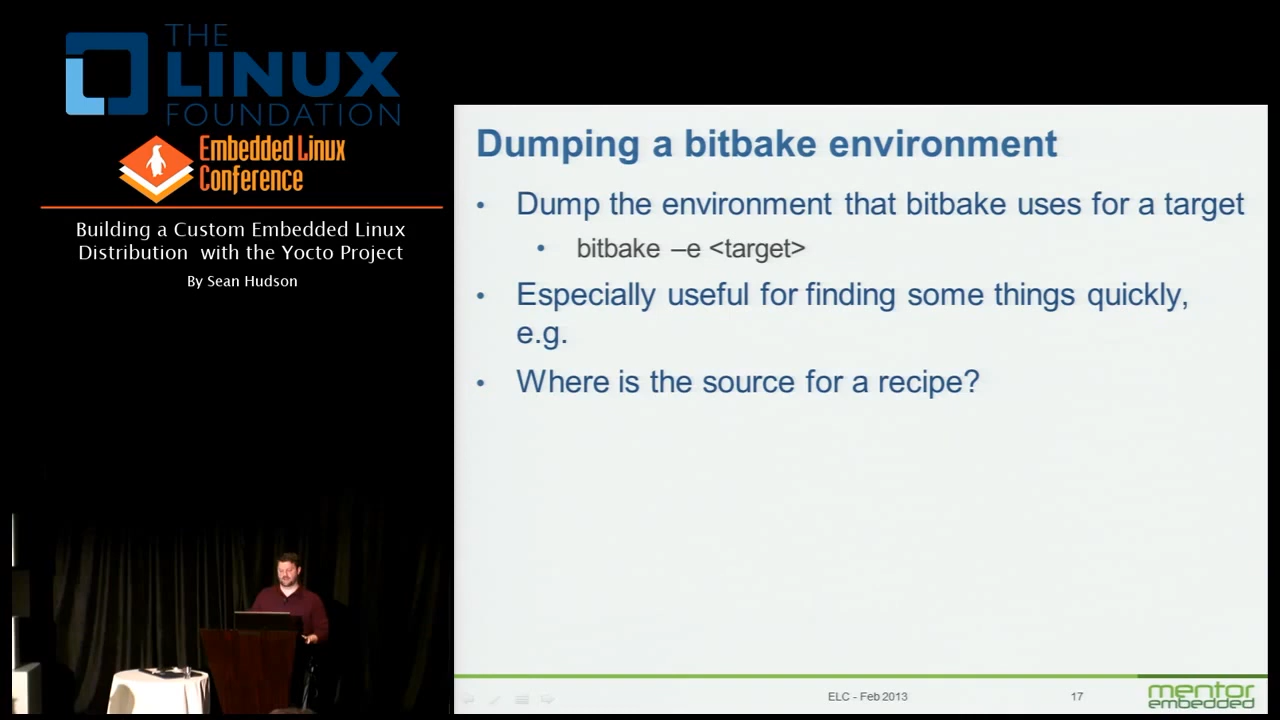 THE
LINUX
FOUNDATION
Embedded Linux
Conference
Building a Custom Embedded Linux
Distribution with the Yocto Project
By Sean Hudson
Dumping a bitbake environment
• Dump the environment that bitbake uses for a target
• bitbake –e <target>
• Especially useful for finding some things quickly,
e.g.
• Where is the source for a recipe?
ELC - Feb 2013
17
mentor
embedded